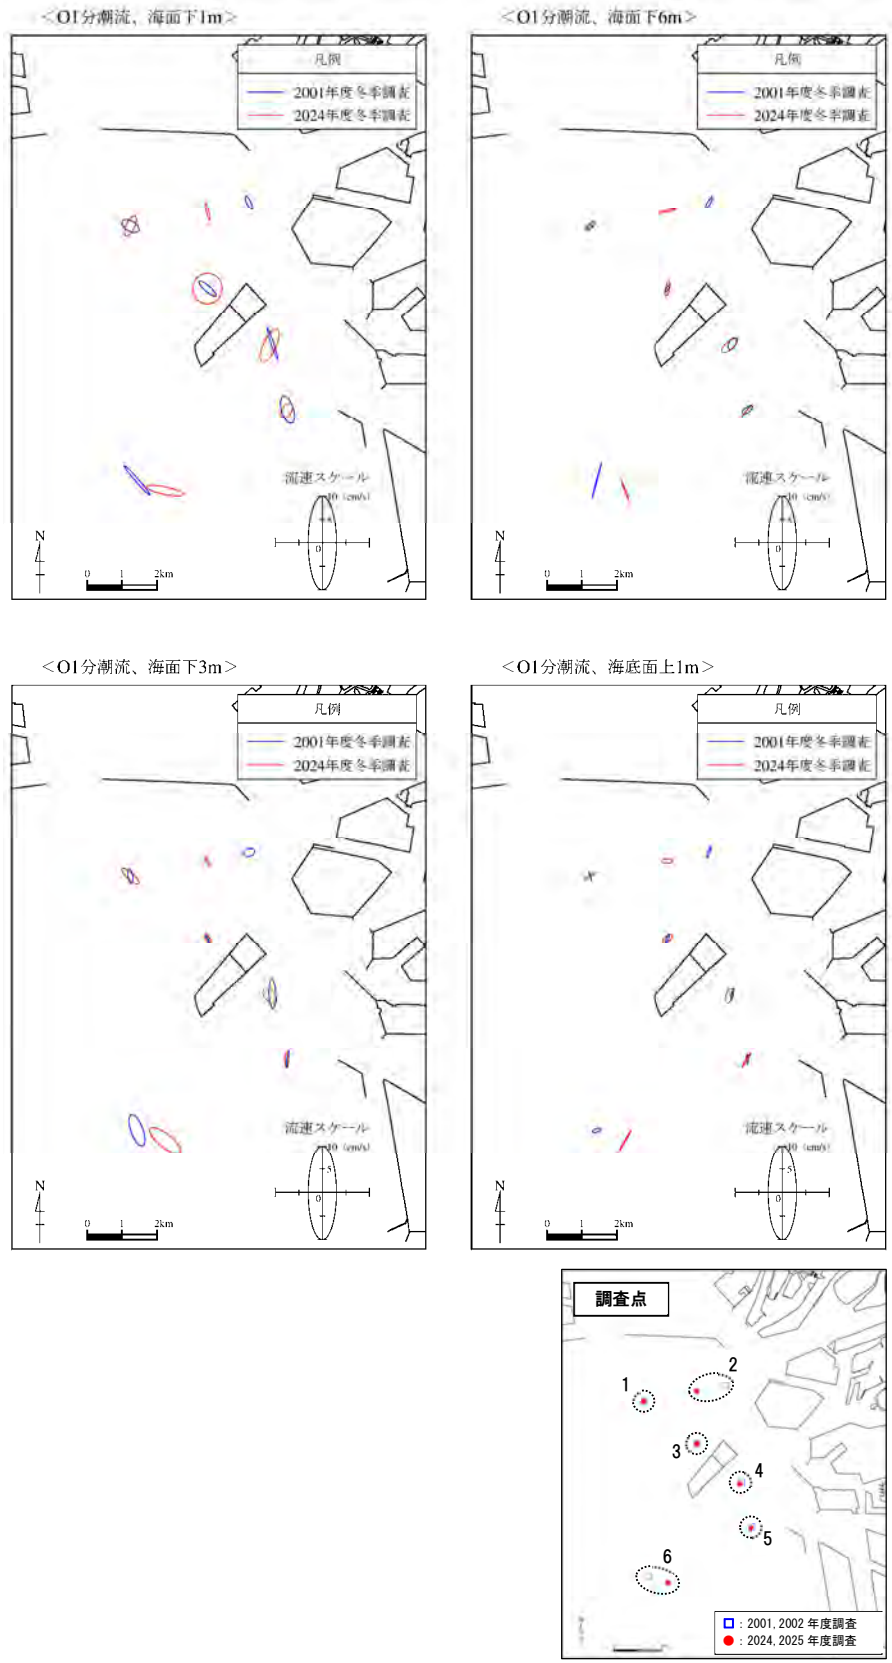 <O1分潮流、海面下1m>
凡例
2001年度冬季調査
2024年度冬季調査
流速スケール
10 (cm/s)
0
N
0 1 2km
<O1分潮流、海面下6m>
凡例
2001年度冬季調査
2024年度冬季調査
流速スケール
10 (cm/s)
0
N
0 1 2km
<O1分潮流、海面下3m>
凡例
2001年度冬季調査
2024年度冬季調査
流速スケール
10 (cm/s)
5
0
N
0 1 2km
<O1分潮流、海底面上1m>
凡例
2001年度冬季調査
2024年度冬季調査
流速スケール
10 (cm/s)
5
0
N
0 1 2km
調査点
1
2
3
4
5
6
：2001, 2002 年度調査
：2024, 2025 年度調査